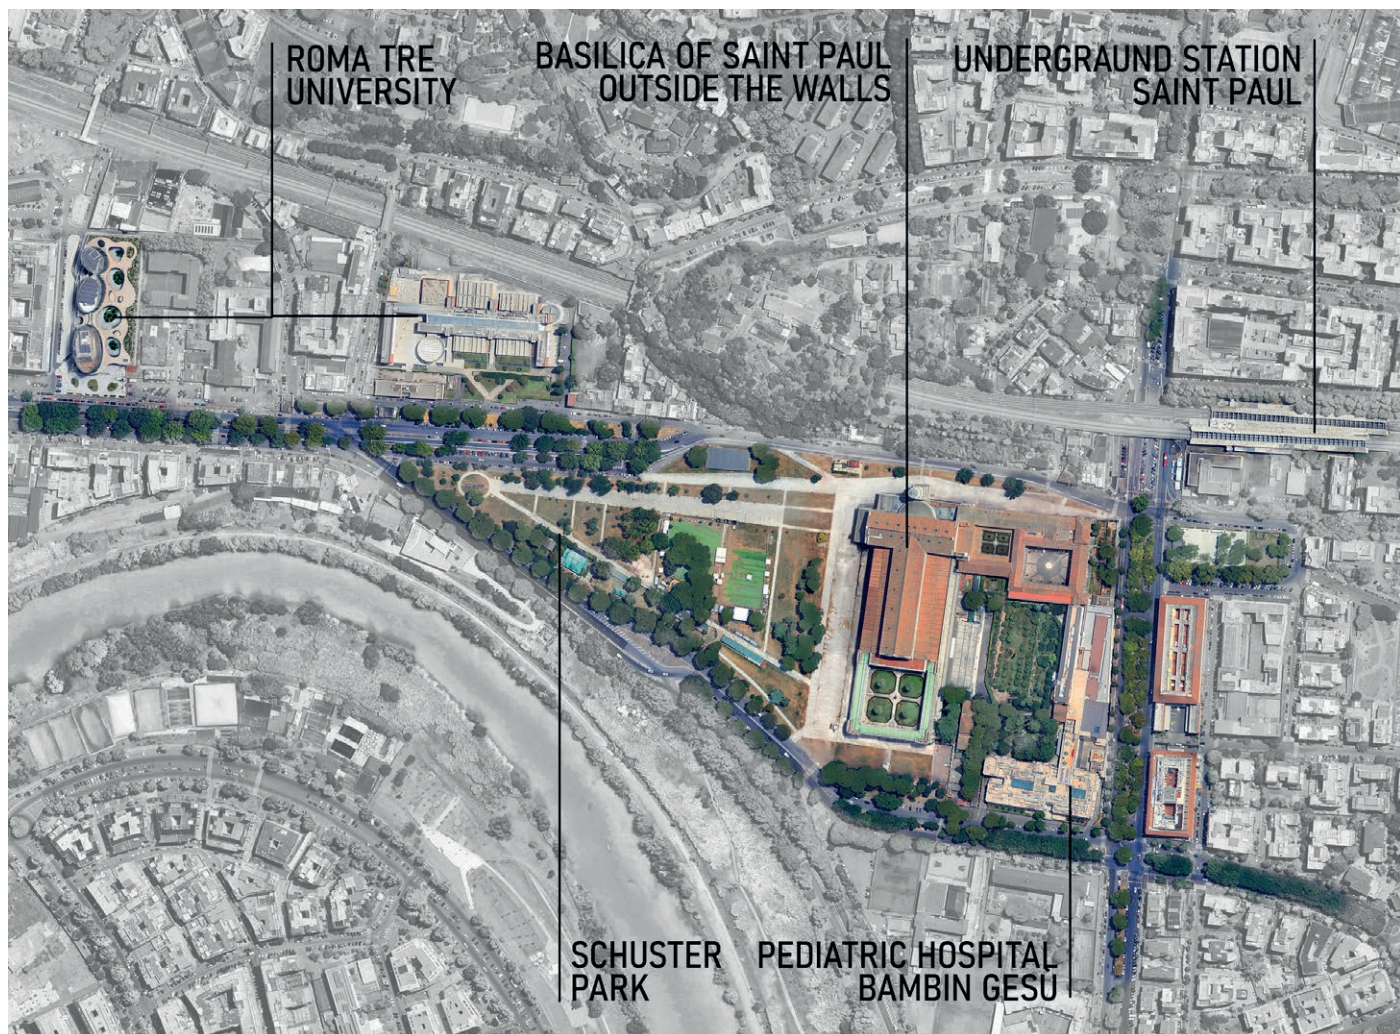 ROMA TRE
UNIVERSITY
BASILICA OF SAINT PAUL
OUTSIDE THE WALLS
UNDERGRAUND STATION
SAINT PAUL
SCHUSTER
PARK
PEDIATRIC HOSPITAL
BAMBIN GESÙ